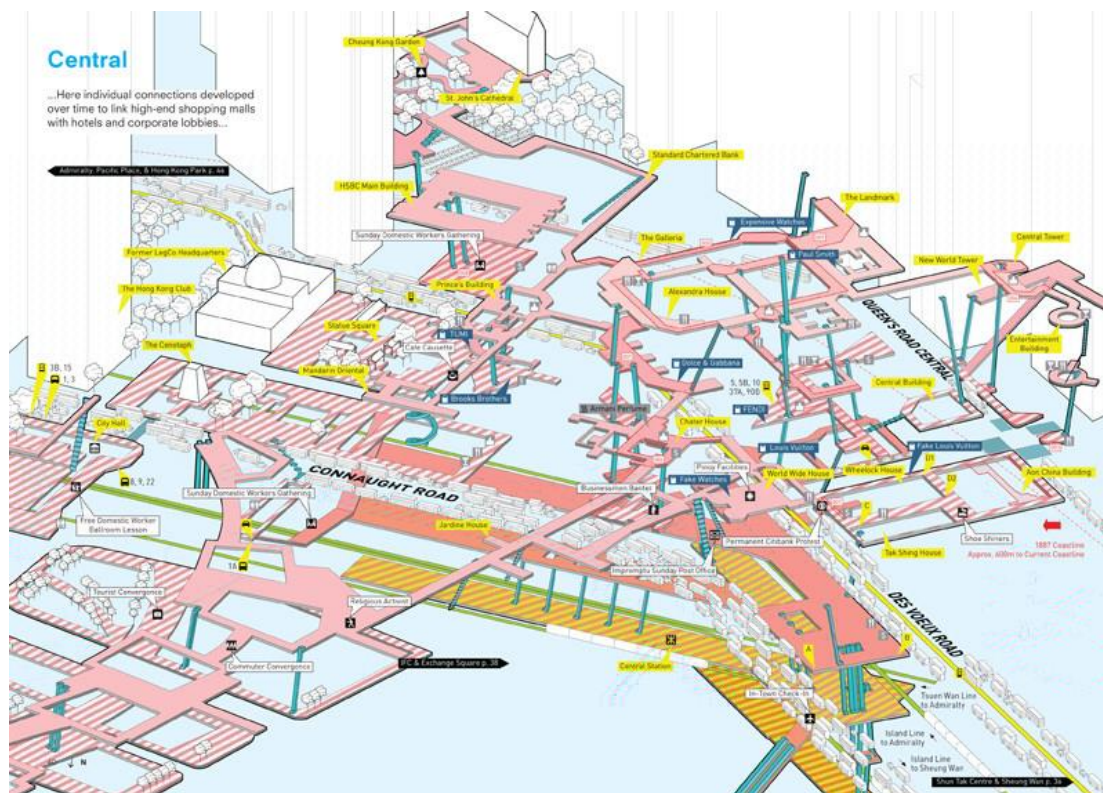 Central
...Here individual connections developed
over time to link high-end shopping malls
with hotels and corporate lobbies...
Cheung Kong Garden
St. John's Cathedral
Admiralty, Pacific Place, & Hong Kong Park p. 46
Standard Chartered Bank
HSBC Main Building
The Landmark
Expensive Watches
Sunday Domestic Workers Gathering
The Galleria
Central Tower
Former LegCo Headquarters
Paul Smith
New World Tower
Prince's Building
The Hong Kong Club
Alexandra House
Statue Square
TUMI
QUEEN'S ROAD CENTRAL
Entertainment
Building
Cafe Causette
The Cenotaph
Dolce & Gabbana
3B, 15
1, 3
Mandarin Oriental
5, 5B, 10
37A, 90D
Central Building
Brooks Brothers
FENDI
Armani Perfume
City Hall
Chater House
Louis Vuitton
Fake Louis Vuitton
D1
CONNAUGHT ROAD
Pinoy Facilities
World Wide House
Wheelock House
Aon China Building
8, 9, 22
Businessmen Banter
Fake Watches
D2
Sunday Domestic Workers Gathering
C
Free Domestic Worker
Ballroom Lesson
Jardine House
Permanent Citibank Protest
Shoe Shiners
1887 Coastline
Approx. 600m to Current Coastline
Tak Shing House
1A
Impromptu Sunday Post Office
Tourist Convergence
Religious Activist
DES VOEUX ROAD
Commuter Convergence
IFC & Exchange Square p. 38
Central Station
A
B
In-Town Check-In
Tsuen Wan Line
to Admiralty
Island Line
to Admiralty
Island Line
to Sheung Wan
N
Shun Tak Centre & Sheung Wan p. 36